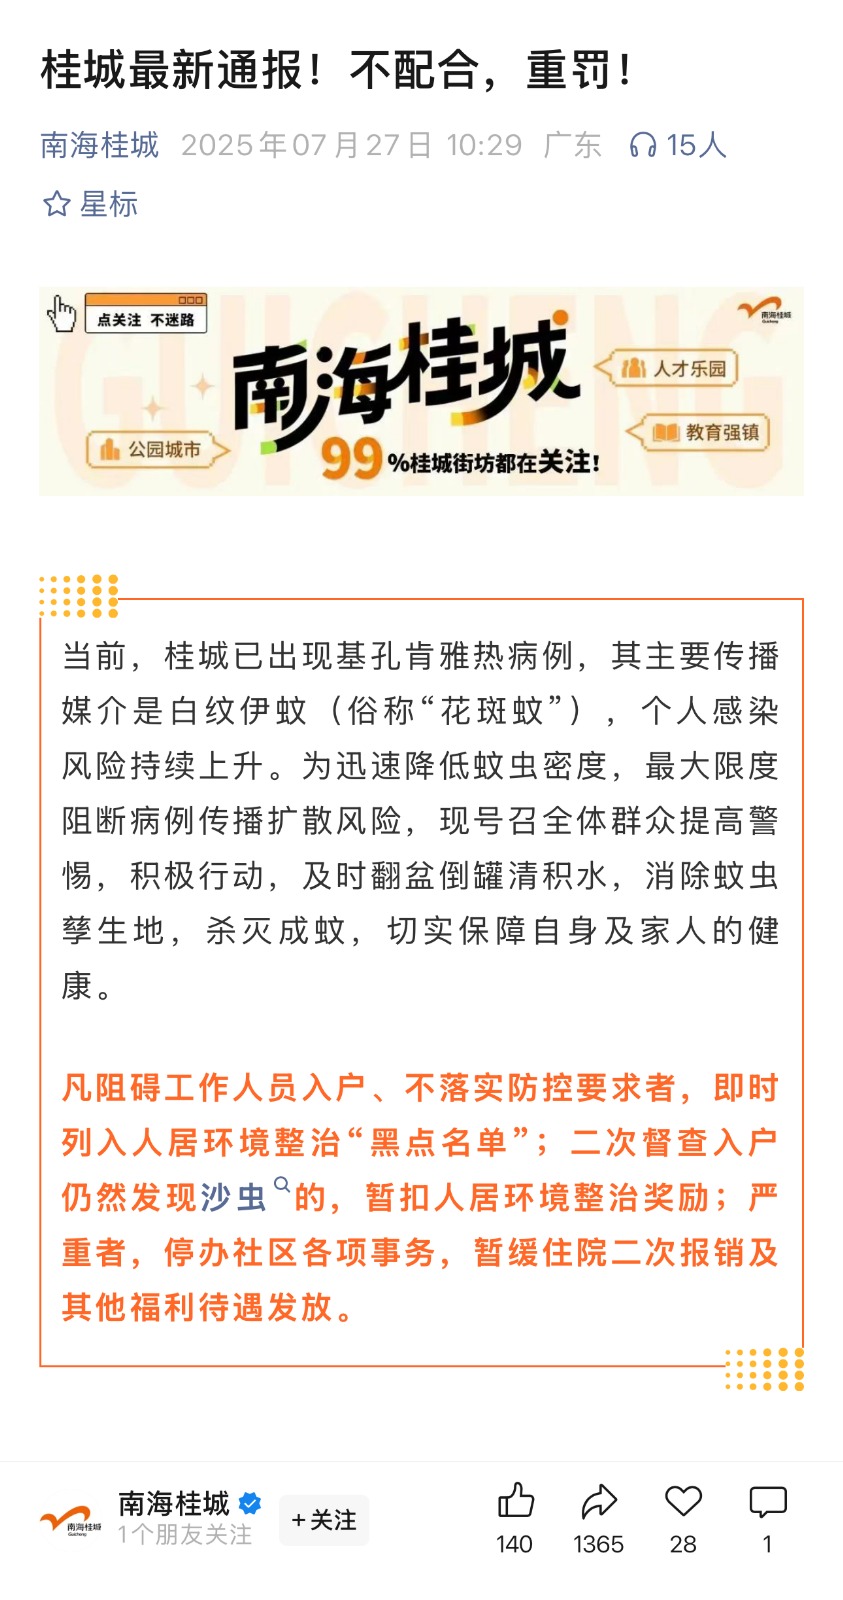 桂城最新通报！不配合，重罚！
南海桂城 2025年07月27日 10:29 广东 15人
星标
点关注 不迷路
南海桂城
南海桂城
Guicheng
人才乐园
教育强镇
公园城市
99%桂城街坊都在关注!
GUICHENG
当前，桂城已出现基孔肯雅热病例，其主要传播
媒介是白纹伊蚊（俗称“花斑蚊”），个人感染
风险持续上升。为迅速降低蚊虫密度，最大限度
阻断病例传播扩散风险，现号召全体群众提高警
惕，积极行动，及时翻盆倒罐清积水，消除蚊虫
孳生地，杀灭成蚊，切实保障自身及家人的健
康。
凡阻碍工作人员入户、不落实防控要求者，即时
列入人居环境整治“黑点名单”；二次督查入户
仍然发现沙虫的，暂扣人居环境整治奖励；严
重者，停办社区各项事务，暂缓住院二次报销及
其他福利待遇发放。
南海桂城
Guicheng
南海桂城
1个朋友关注
+关注
140
1365
28
1